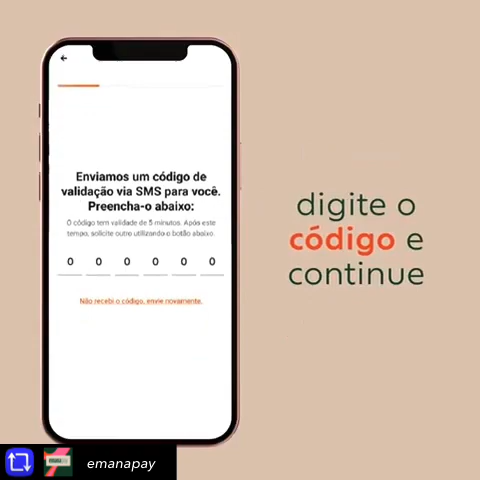 Enviamos um código de
validação via SMS para você.
Preencha-o abaixo:
O código tem validade de 5 minutos. Após este
tempo, solicite outro utilizando o botão abaixo.
0 0 0 0 0 0
Não recebi o código, envie novamente.
digite o
código e
continue
emanapay